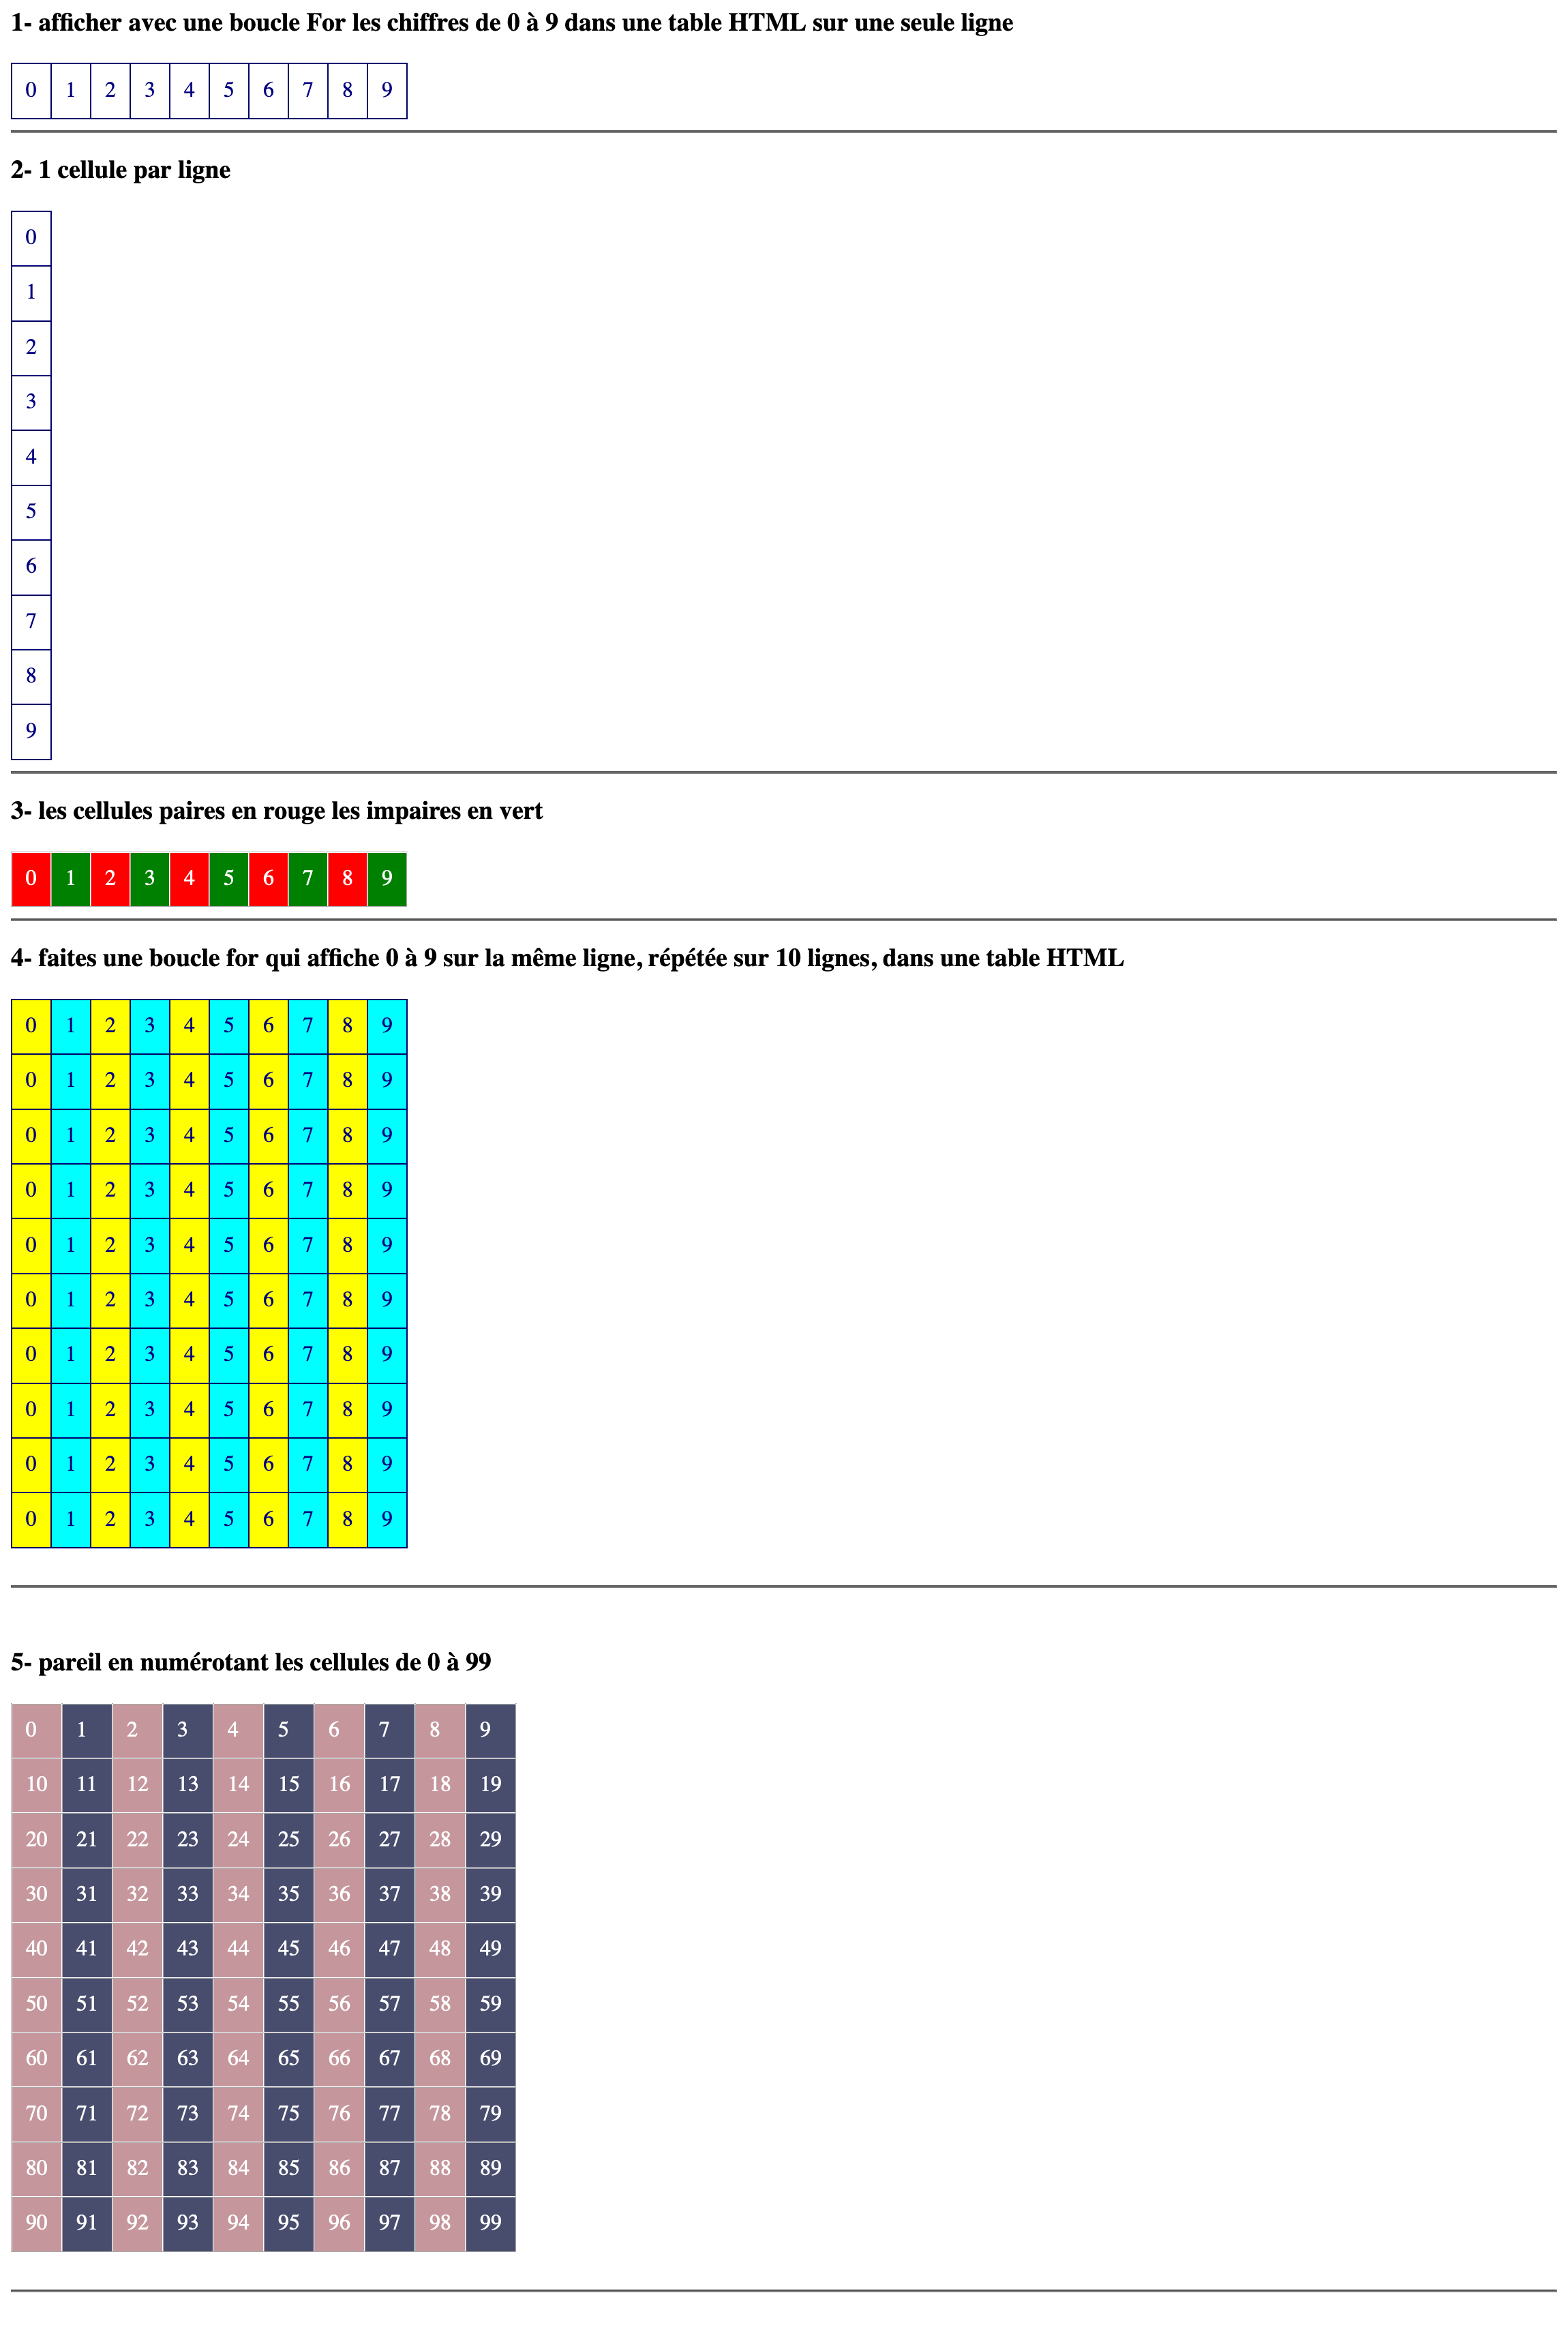 1- afficher avec une boucle For les chiffres de 0 à 9 dans une table HTML sur une seule ligne
0 1 2 3 4 5 6 7 8 9
2- 1 cellule par ligne
0
1
2
3
4
5
6
7
8
9
3- les cellules paires en rouge les impaires en vert
0 1 2 3 4 5 6 7 8 9
4- faites une boucle for qui affiche 0 à 9 sur la même ligne, répétée sur 10 lignes, dans une table HTML
0 1 2 3 4 5 6 7 8 9
0 1 2 3 4 5 6 7 8 9
0 1 2 3 4 5 6 7 8 9
0 1 2 3 4 5 6 7 8 9
0 1 2 3 4 5 6 7 8 9
0 1 2 3 4 5 6 7 8 9
0 1 2 3 4 5 6 7 8 9
0 1 2 3 4 5 6 7 8 9
0 1 2 3 4 5 6 7 8 9
0 1 2 3 4 5 6 7 8 9
5- pareil en numérotant les cellules de 0 à 99
0 1 2 3 4 5 6 7 8 9
10 11 12 13 14 15 16 17 18 19
20 21 22 23 24 25 26 27 28 29
30 31 32 33 34 35 36 37 38 39
40 41 42 43 44 45 46 47 48 49
50 51 52 53 54 55 56 57 58 59
60 61 62 63 64 65 66 67 68 69
70 71 72 73 74 75 76 77 78 79
80 81 82 83 84 85 86 87 88 89
90 91 92 93 94 95 96 97 98 99